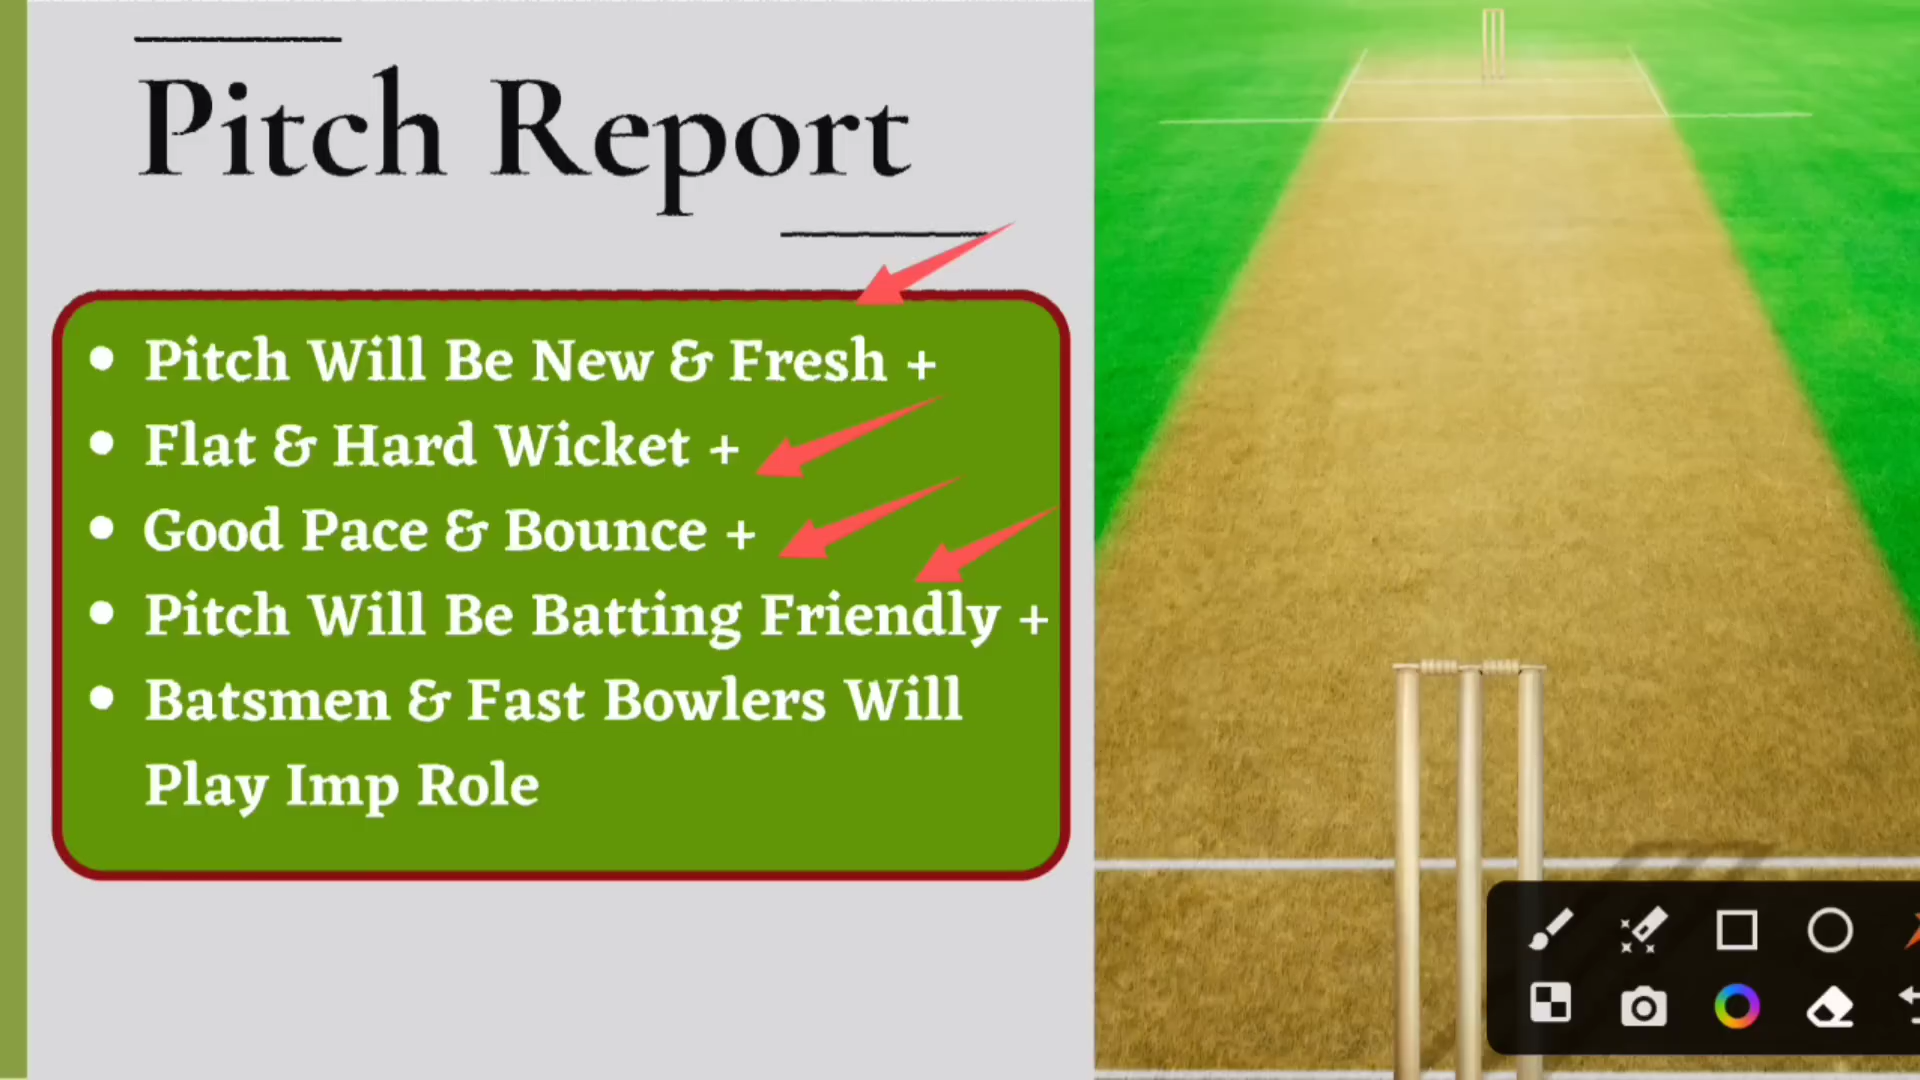 Pitch Report
• Pitch Will Be New & Fresh +
• Flat & Hard Wicket +
• Good Pace & Bounce +
• Pitch Will Be Batting Friendly +
• Batsmen & Fast Bowlers Will
Play Imp Role